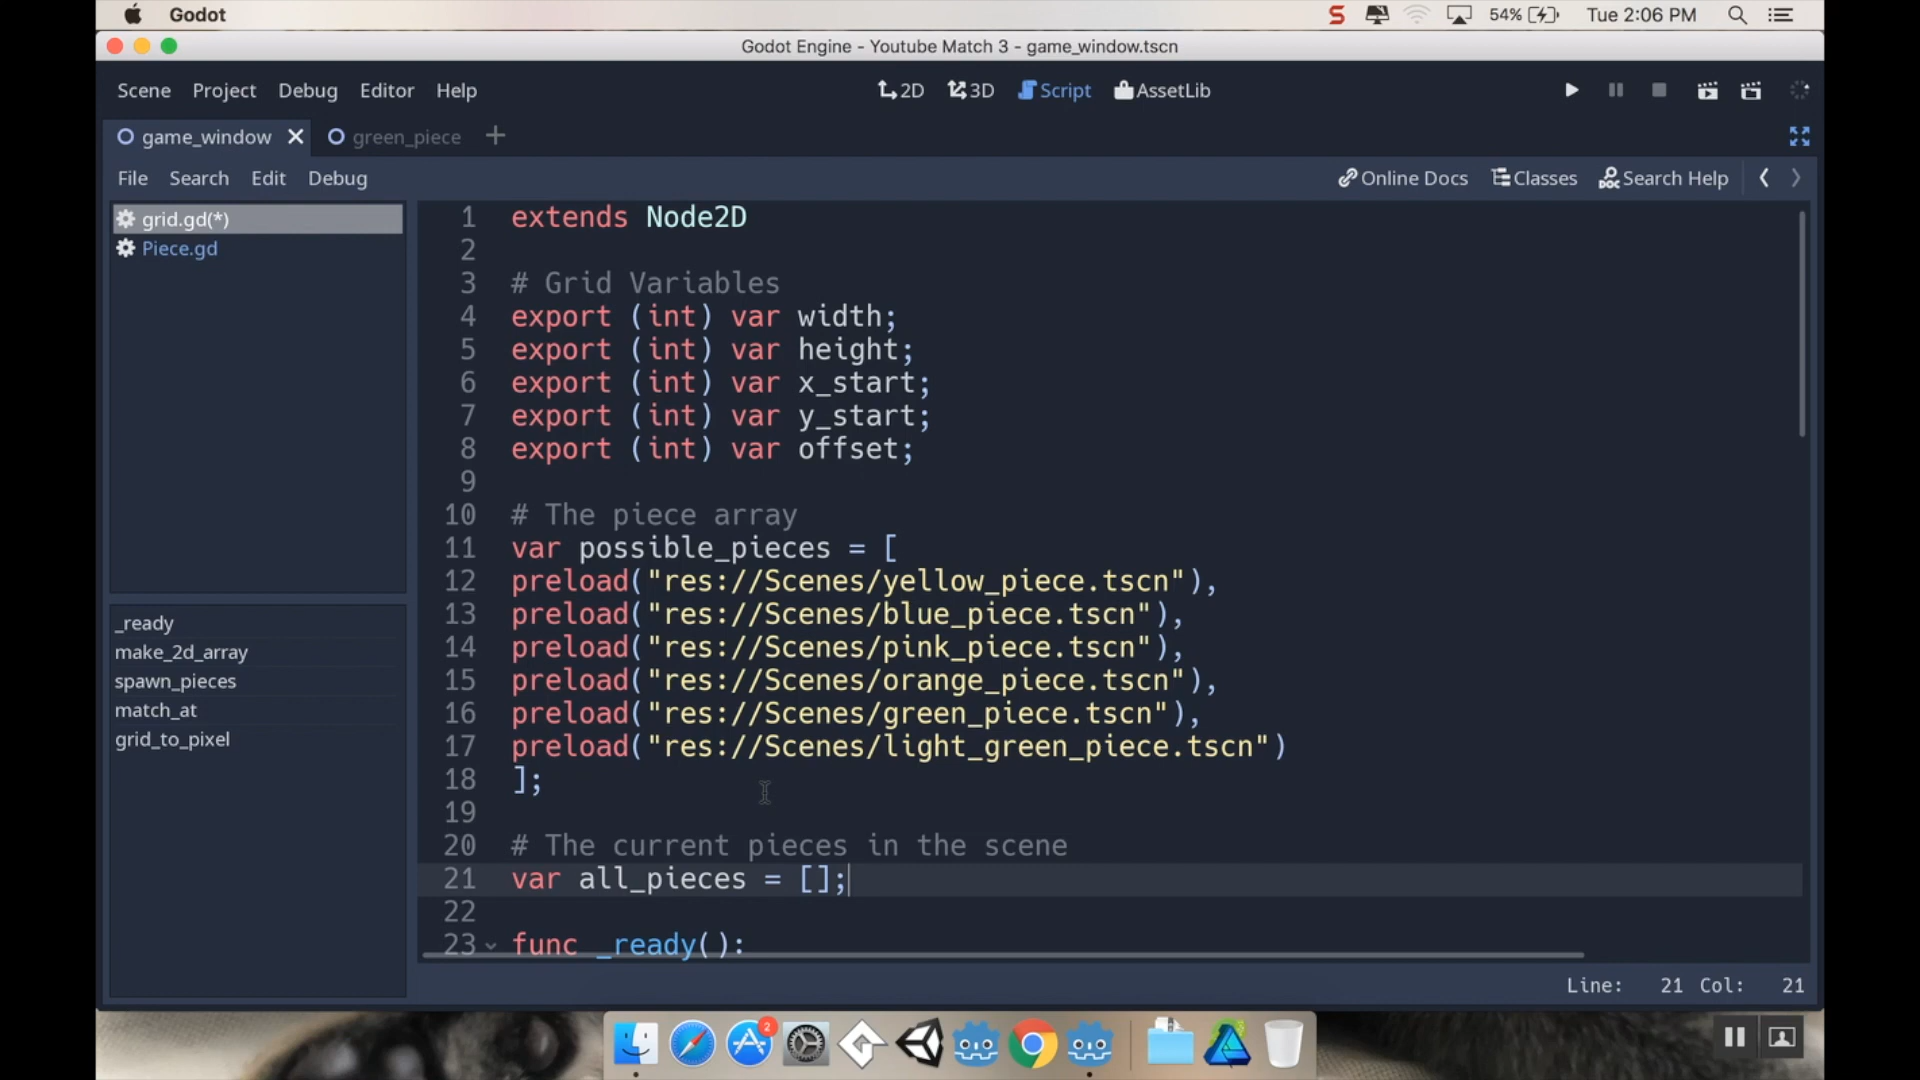 Godot
54%
Tue 2:06 PM
Godot Engine - Youtube Match 3 - game_window.tscn
Scene Project Debug Editor Help
2D 3D Script AssetLib
game_window green_piece
File Search Edit Debug
Online Docs Classes Search Help
grid.gd(*)
Piece.gd
_ready
make_2d_array
spawn_pieces
match_at
grid_to_pixel
1 extends Node2D
2
3 # Grid Variables
4 export (int) var width;
5 export (int) var height;
6 export (int) var x_start;
7 export (int) var y_start;
8 export (int) var offset;
9
10 # The piece array
11 var possible_pieces = [
12 preload("res://Scenes/yellow_piece.tscn"),
13 preload("res://Scenes/blue_piece.tscn"),
14 preload("res://Scenes/pink_piece.tscn"),
15 preload("res://Scenes/orange_piece.tscn"),
16 preload("res://Scenes/green_piece.tscn"),
17 preload("res://Scenes/light_green_piece.tscn")
18 ];
19
20 # The current pieces in the scene
21 var all_pieces = [];
22
23 func _ready():
Line: 21 Col: 21
2